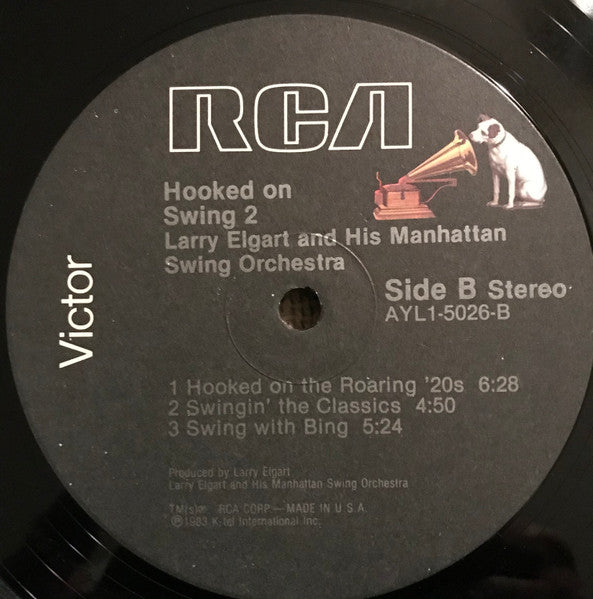 RCA
Victor
Hooked on
Swing 2
Larry Elgart and His Manhattan
Swing Orchestra
Side B Stereo
AYL1-5026-B
1 Hooked on the Roaring '20s 6:28
2 Swingin' the Classics 4:50
3 Swing with Bing 5:24
Produced by Larry Elgart
Larry Elgart and His Manhattan Swing Orchestra
TM(s)® RCA CORP.—MADE IN U.S.A.
℗1983 K-tel International Inc.